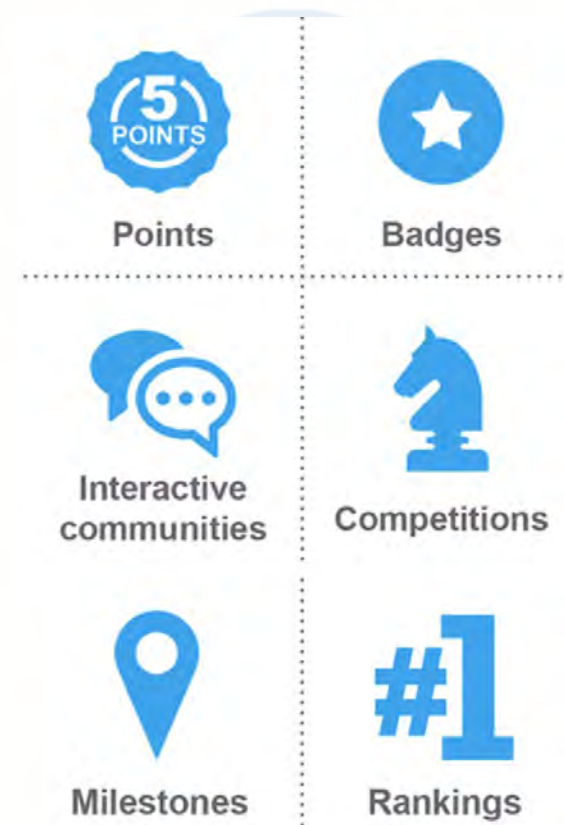 5
POINTS
Points
Badges
Interactive
communities
Competitions
#1
Milestones
Rankings